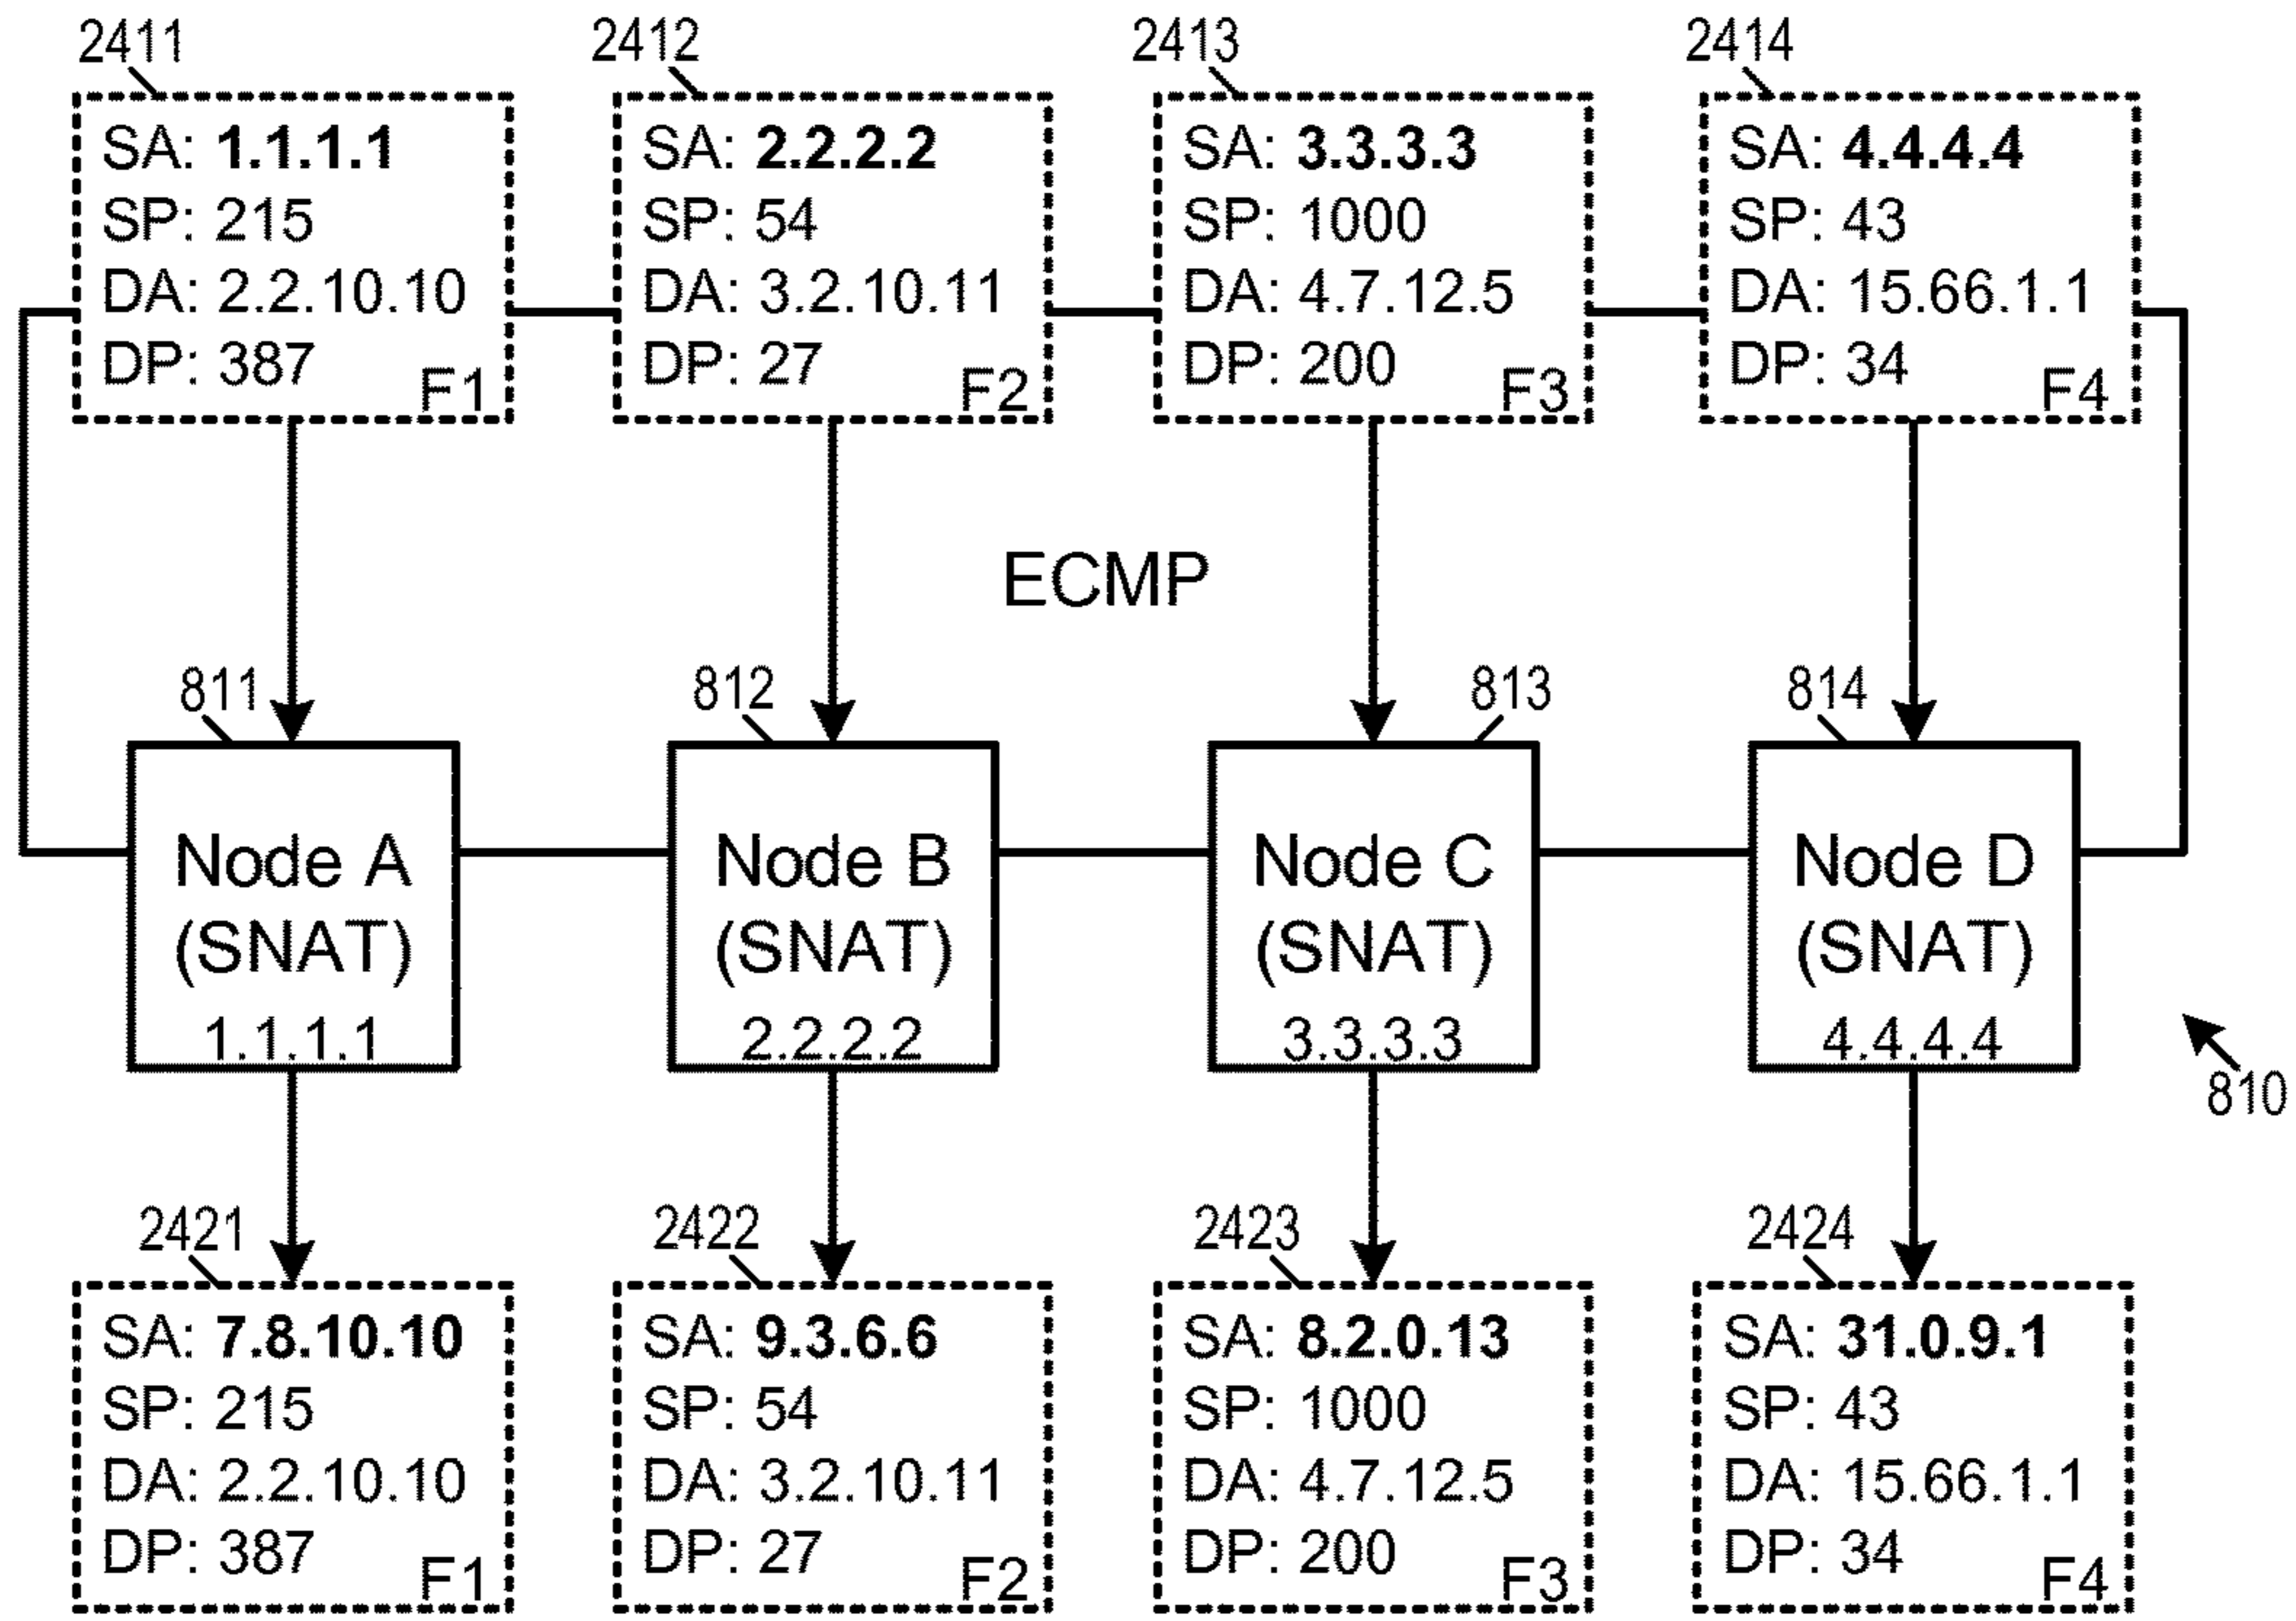 2411
SA: 1.1.1.1
SP: 215
DA: 2.2.10.10
DP: 387
F1
2412
SA: 2.2.2.2
SP: 54
DA: 3.2.10.11
DP: 27
F2
2413
SA: 3.3.3.3
SP: 1000
DA: 4.7.12.5
DP: 200
F3
2414
SA: 4.4.4.4
SP: 43
DA: 15.66.1.1
DP: 34
F4
ECMP
811
Node A
(SNAT)
1.1.1.1
812
Node B
(SNAT)
2.2.2.2
813
Node C
(SNAT)
3.3.3.3
814
Node D
(SNAT)
4.4.4.4
810
2421
SA: 7.8.10.10
SP: 215
DA: 2.2.10.10
DP: 387
F1
2422
SA: 9.3.6.6
SP: 54
DA: 3.2.10.11
DP: 27
F2
2423
SA: 8.2.0.13
SP: 1000
DA: 4.7.12.5
DP: 200
F3
2424
SA: 31.0.9.1
SP: 43
DA: 15.66.1.1
DP: 34
F4